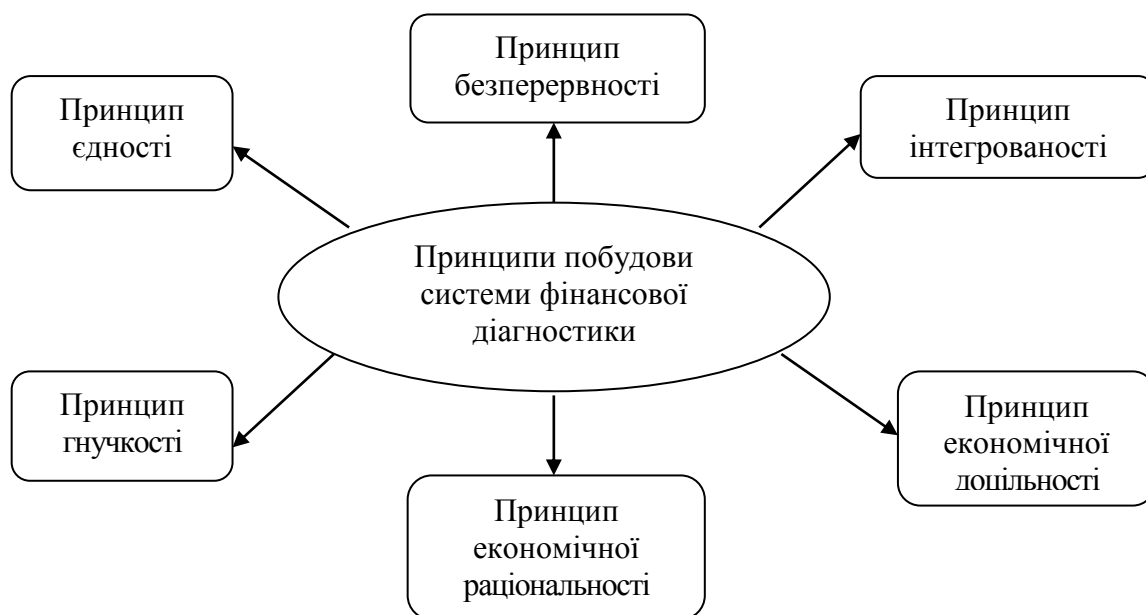 Принцип
безперервності
Принцип
єдності
Принцип
інтегрованості
Принципи побудови
системи фінансової
діагностики
Принцип
гнучкості
Принцип
економічної
доцільності
Принцип
економічної
раціональності